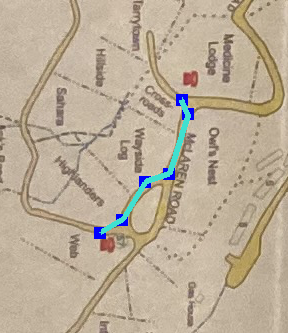 Tarrytown
Medicine
Lodge
Hillside
Cross
roads
Sahara
Wayside
Log
Owl's Nest
McLAREN ROAD
Highlanders
Web
Gas House